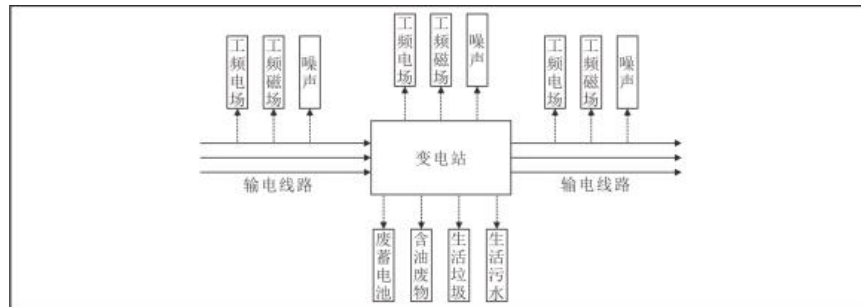 工频电场
工频磁场
噪声
工频电场
工频磁场
噪声
工频电场
工频磁场
噪声
变电站
输电线路
输电线路
废蓄电池
含油废物
生活垃圾
生活污水